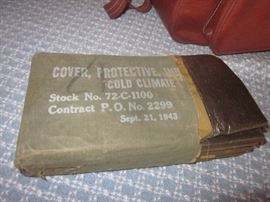 COVER, PROTECTIVE,
COLD CLIMATE
Stock No. 72-C-1100
Contract P. O. No. 2299
Sept. 21, 1943